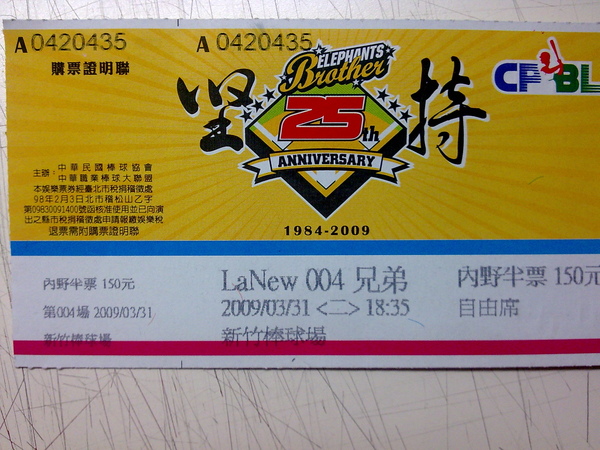 A0420435
A0420435
購票證明聯
ELEPHANTS
Brother
25th
ANNIVERSARY
堅持
1984-2009
CPBL
主辦:中華民國棒球協會
中華職業棒球大聯盟
本娛樂票券經臺北市稅捐稽徵處
98年2月3日北市稽松山乙字
第09830091400號函核准使用並已向演
出之縣市稅捐稽徵處申請報繳娛樂稅
退票需附購票證明聯
內野半票 150元
第004場 2009/03/31
新竹棒球場
LaNew 004 兄弟
2009/03/31 <二> 18:35
新竹棒球場
內野半票 150元
自由席